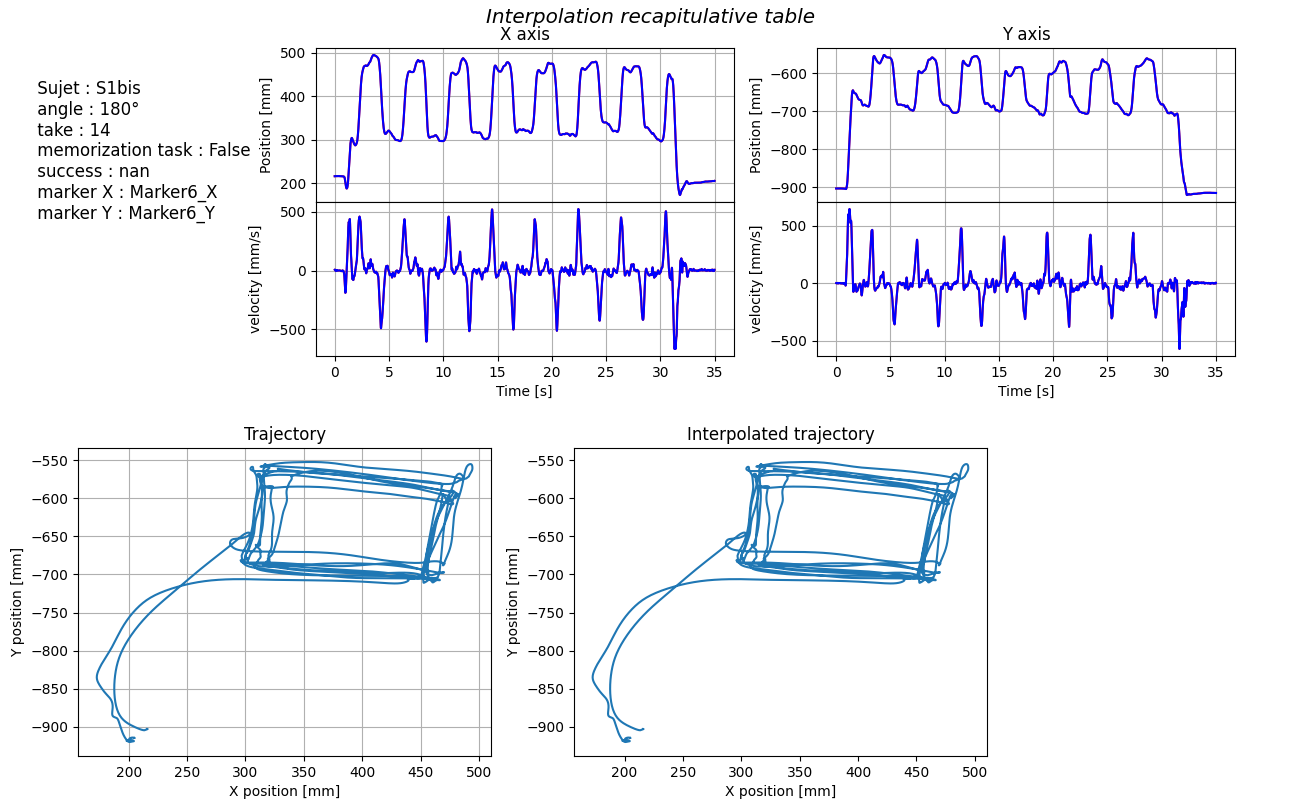 Interpolation recapitulative table
X axis
Y axis
Sujet : S1bis
angle : 180°
take : 14
memorization task : False
success : nan
marker X : Marker6_X
marker Y : Marker6_Y
Position [mm]
500
400
300
200
velocity [mm/s]
500
0
−500
0 5 10 15 20 25 30 35
Time [s]
Position [mm]
−600
−700
−800
−900
velocity [mm/s]
500
0
−500
0 5 10 15 20 25 30 35
Time [s]
Trajectory
Y position [mm]
−550
−600
−650
−700
−750
−800
−850
−900
200 250 300 350 400 450 500
X position [mm]
Interpolated trajectory
Y position [mm]
−550
−600
−650
−700
−750
−800
−850
−900
200 250 300 350 400 450 500
X position [mm]